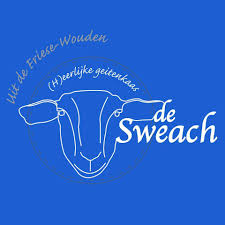 Uit de Friese-Wouden
(H)eerlijke geitenkaas
de
Sweach